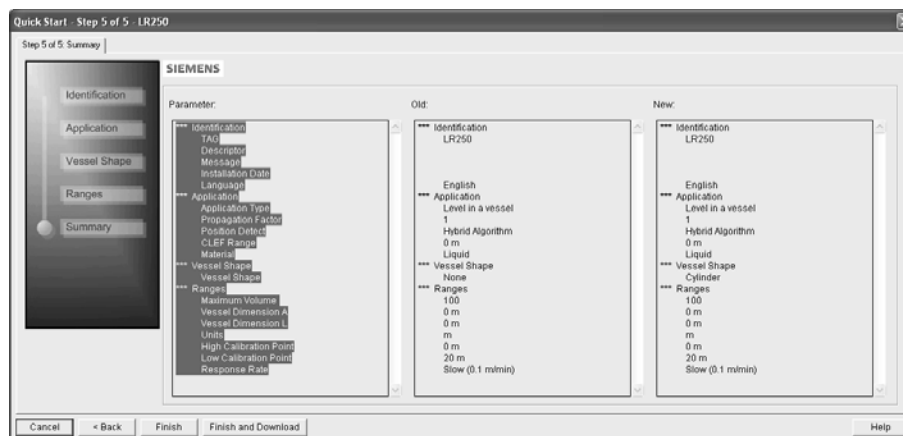 Quick Start - Step 5 of 5 - LR250
Step 5 of 5: Summary
SIEMENS
Identification
Application
Vessel Shape
Ranges
Summary
Parameter:
*** Identification
TAG
Descriptor
Message
Installation Date
Language
*** Application
Application Type
Propagation Factor
Position Detect
CLEF Range
Material
*** Vessel Shape
Vessel Shape
*** Ranges
Maximum Volume
Vessel Dimension A
Vessel Dimension L
Units
High Calibration Point
Low Calibration Point
Response Rate
Old:
*** Identification
LR250
English
*** Application
Level in a vessel
1
Hybrid Algorithm
0 m
Liquid
*** Vessel Shape
None
*** Ranges
100
0 m
0 m
m
0 m
20 m
Slow (0.1 m/min)
New:
*** Identification
LR250
English
*** Application
Level in a vessel
1
Hybrid Algorithm
0 m
Liquid
*** Vessel Shape
Cylinder
*** Ranges
100
0 m
0 m
m
0 m
20 m
Slow (0.1 m/min)
Cancel
< Back
Finish
Finish and Download
Help